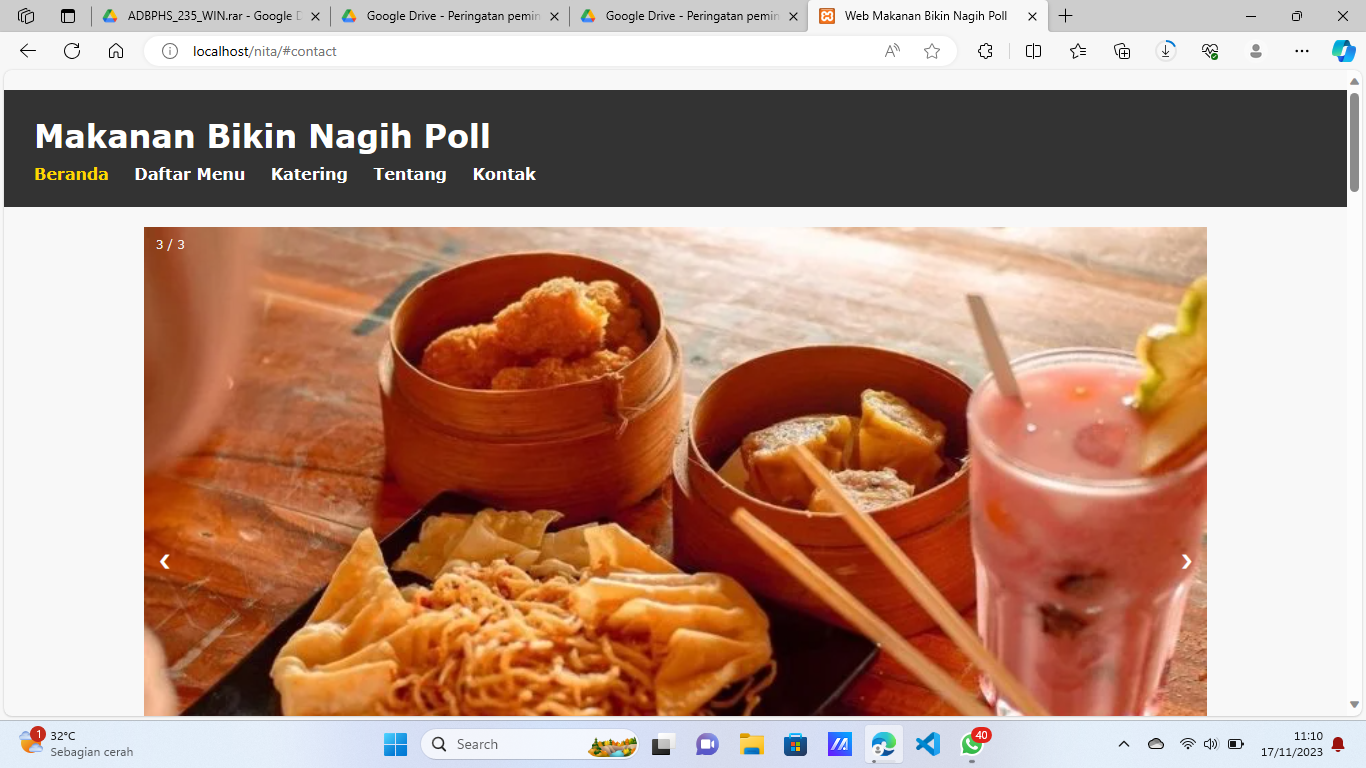 ADBPHS_235_WIN.rar - Google D
Google Drive - Peringatan pemin
Google Drive - Peringatan pemin
Web Makanan Bikin Nagih Poll
localhost/nita/#contact
Makanan Bikin Nagih Poll
Beranda Daftar Menu Katering Tentang Kontak
3 / 3
❮ ❯
1
32°C
Sebagian cerah
Search
40
11:10
17/11/2023